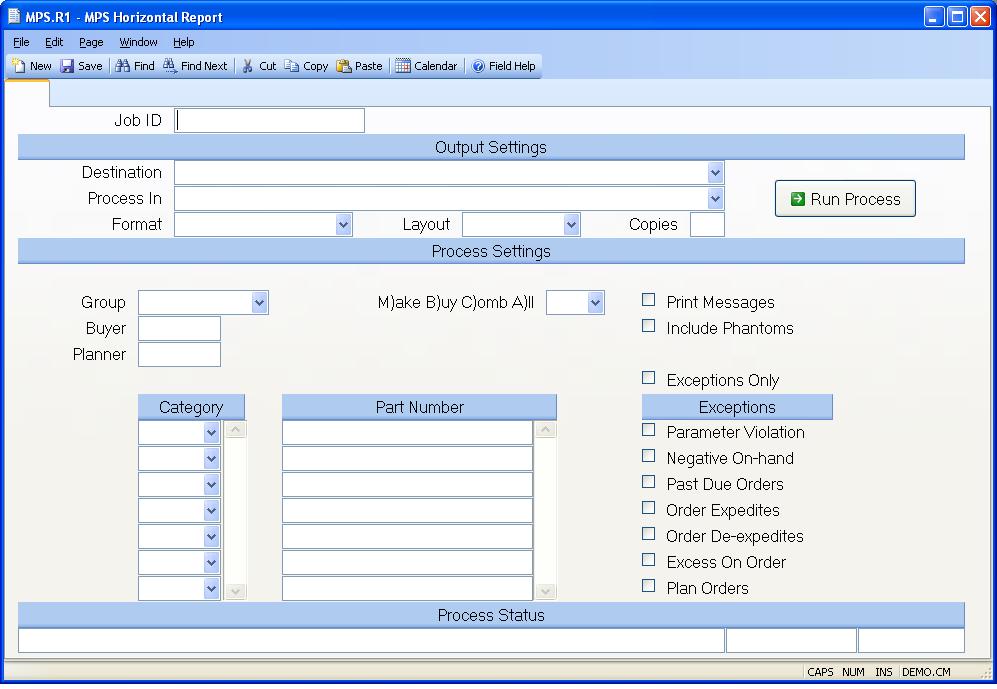 MPS.R1 - MPS Horizontal Report
File Edit Page Window Help
New Save Find Find Next Cut Copy Paste Calendar Field Help
Job ID
Output Settings
Destination
Process In
Run Process
Format Layout Copies
Process Settings
Group M)ake B)uy C)omb A)ll Print Messages
Buyer Include Phantoms
Planner
Exceptions Only
Category Part Number Exceptions
Parameter Violation
Negative On-hand
Past Due Orders
Order Expedites
Order De-expedites
Excess On Order
Plan Orders
Process Status
CAPS NUM INS DEMO.CM